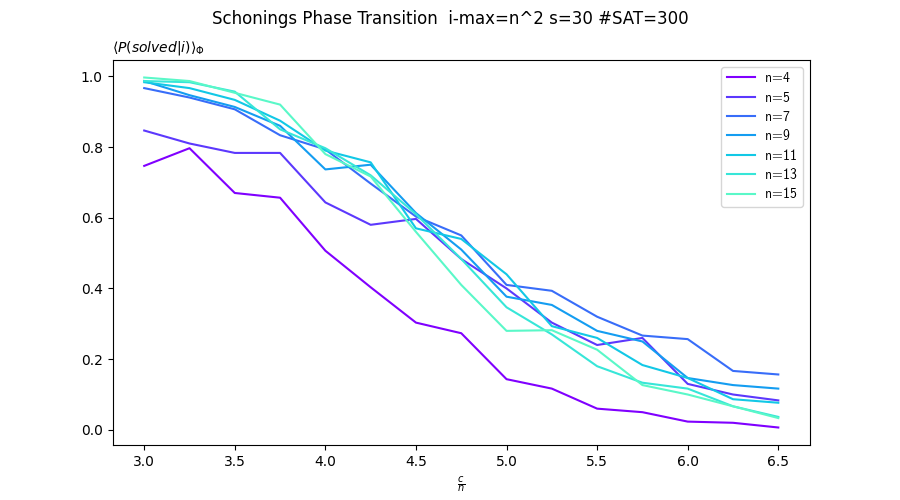 Schonings Phase Transition  i-max=n^2 s=30 #SAT=300
⟨P(solved|i)⟩Φ
1.0
0.8
0.6
0.4
0.2
0.0
n=4
n=5
n=7
n=9
n=11
n=13
n=15
3.0 3.5 4.0 4.5 5.0 5.5 6.0 6.5
c/n